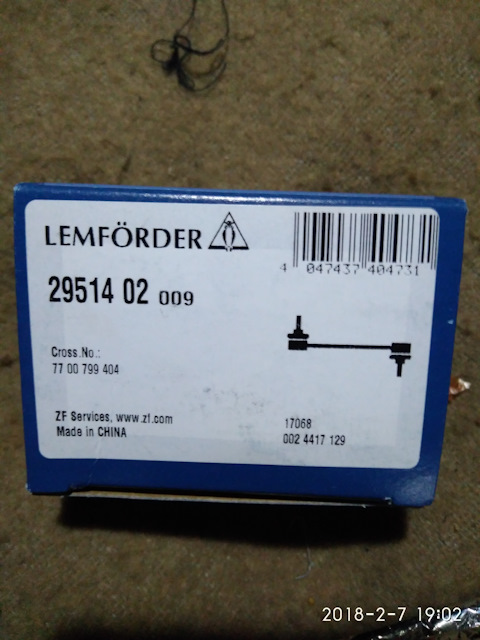 LEMFÖRDER
4 047437 404731
29514 02 009
Cross.No.:
77 00 799 404
ZF Services, www.zf.com
Made in CHINA
17068
002 4417 129
2018-2-7 19:02